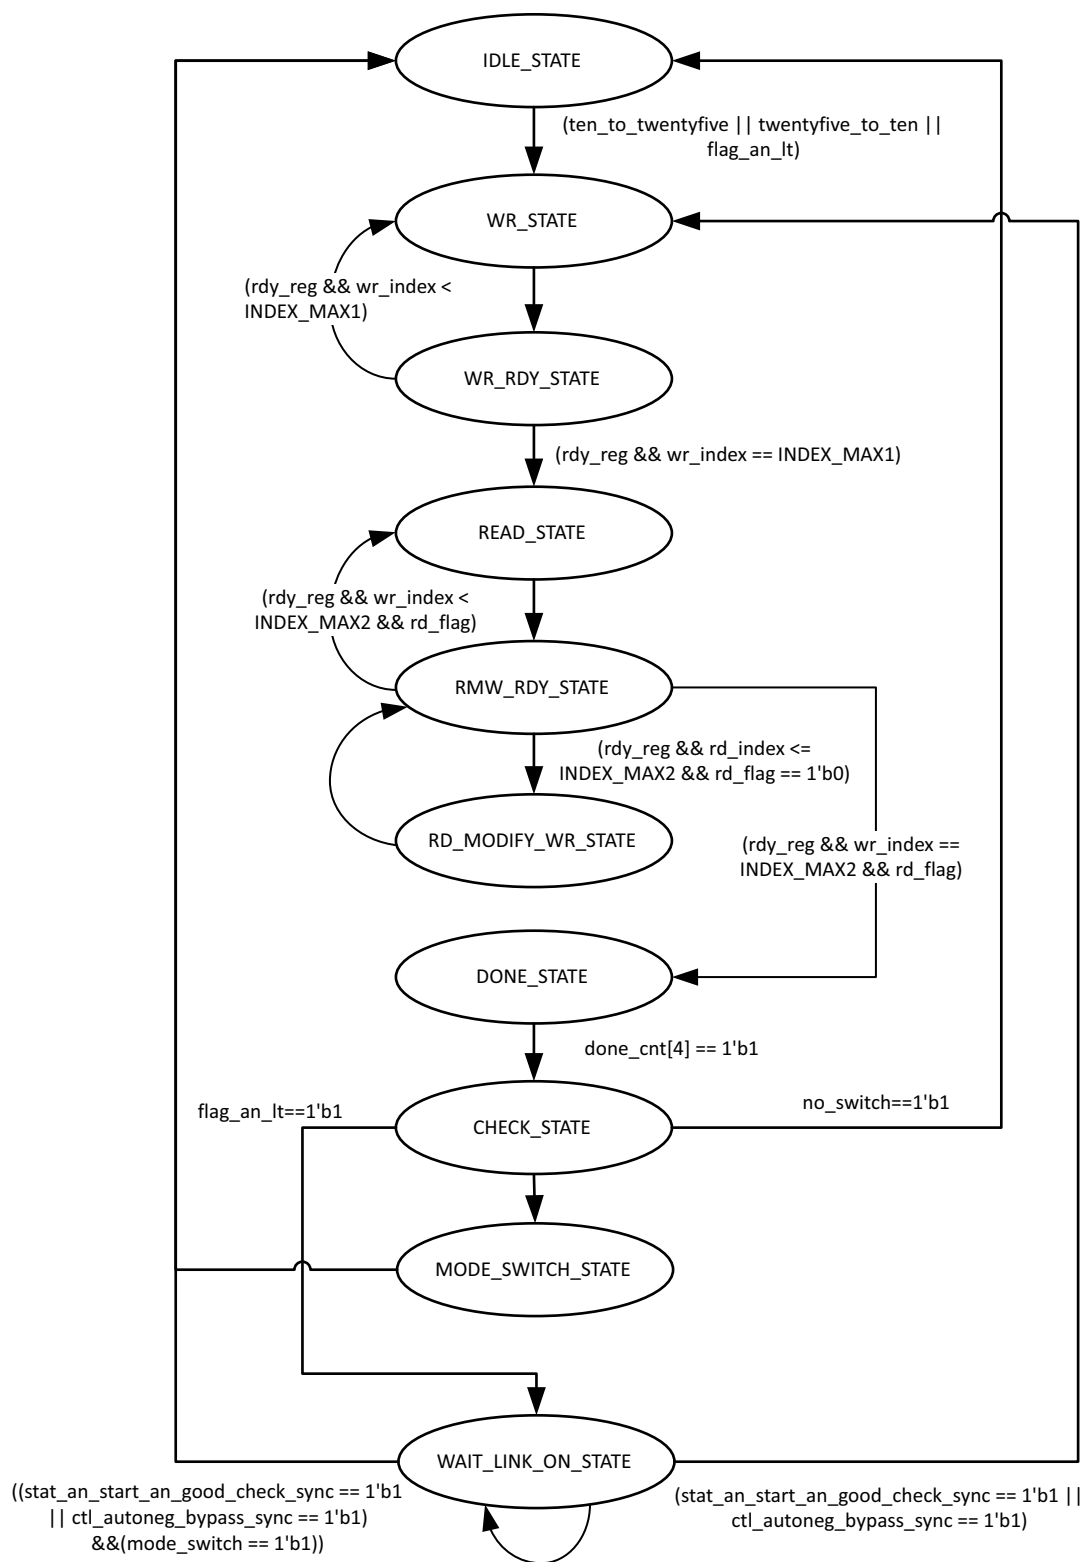 IDLE_STATE
(ten_to_twentyfive || twentyfive_to_ten ||
flag_an_lt)
WR_STATE
(rdy_reg && wr_index <
INDEX_MAX1)
WR_RDY_STATE
(rdy_reg && wr_index == INDEX_MAX1)
READ_STATE
(rdy_reg && wr_index <
INDEX_MAX2 && rd_flag)
RMW_RDY_STATE
(rdy_reg && rd_index <=
INDEX_MAX2 && rd_flag == 1'b0)
RD_MODIFY_WR_STATE
(rdy_reg && wr_index ==
INDEX_MAX2 && rd_flag)
DONE_STATE
done_cnt[4] == 1'b1
flag_an_lt==1'b1
no_switch==1'b1
CHECK_STATE
MODE_SWITCH_STATE
WAIT_LINK_ON_STATE
((stat_an_start_an_good_check_sync == 1'b1
|| ctl_autoneg_bypass_sync == 1'b1)
&&(mode_switch == 1'b1))
(stat_an_start_an_good_check_sync == 1'b1 ||
ctl_autoneg_bypass_sync == 1'b1)